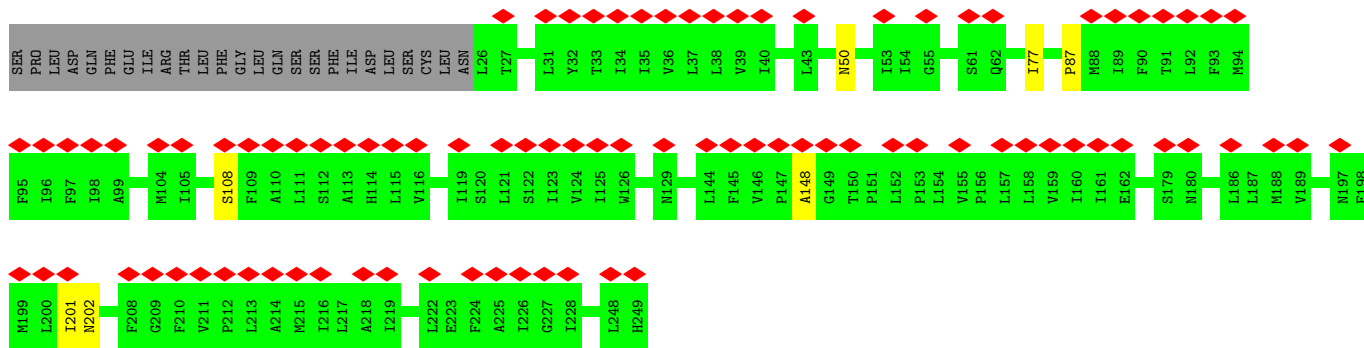 SER PRO LEU ASP GLN PHE GLU ILE ARG THR LEU PHE GLY LEU GLN SER SER PHE ILE ASP LEU SER CYS LEU ASN L26 T27 L31 Y32 T33 I34 I35 V36 L37 L38 V39 I40 L43 N50 I53 I54 G55 S61 Q62 I77 P87 M88 I89 F90 T91 L92 F93 M94
F95 I96 F97 I98 A99 M104 I105 S108 F109 A110 L111 S112 A113 H114 L115 V116 I119 S120 L121 S122 I123 V124 I125 W126 N129 L144 F145 V146 P147 A148 G149 T150 P151 L152 P153 L154 V155 P156 L157 L158 V159 I160 I161 E162 S179 N180 L186 L187 M188 V189 N197 F198
M199 L200 I201 N202 F208 G209 F210 V211 P212 L213 A214 M215 I216 L217 A218 I219 L222 E223 F224 A225 I226 G227 I228 L248 H249